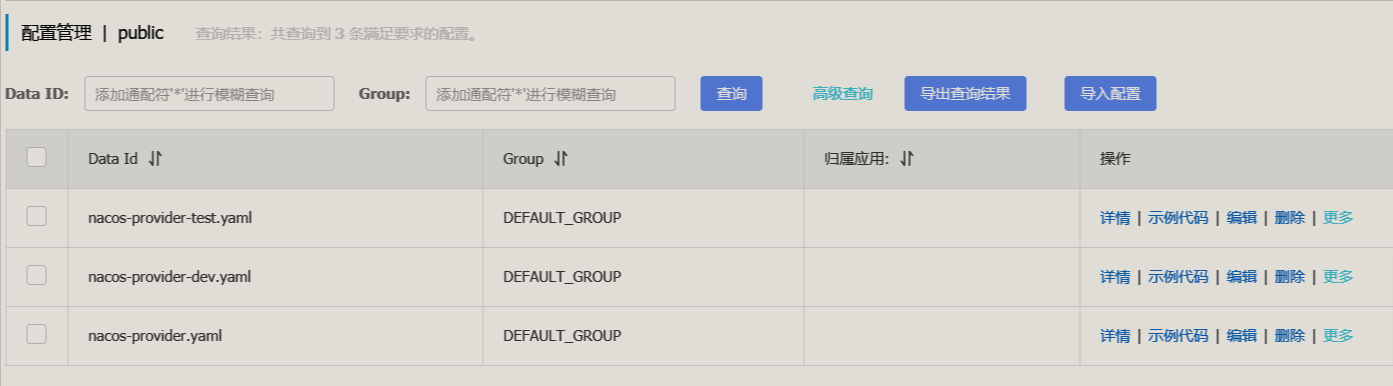 配置管理 | public 查询结果：共查询到 3 条满足要求的配置。
Data ID: 添加通配符'*'进行模糊查询 Group: 添加通配符'*'进行模糊查询 查询 高级查询 导出查询结果 导入配置
Data Id Group 归属应用: 操作
nacos-provider-test.yaml DEFAULT_GROUP 详情 | 示例代码 | 编辑 | 删除 | 更多
nacos-provider-dev.yaml DEFAULT_GROUP 详情 | 示例代码 | 编辑 | 删除 | 更多
nacos-provider.yaml DEFAULT_GROUP 详情 | 示例代码 | 编辑 | 删除 | 更多